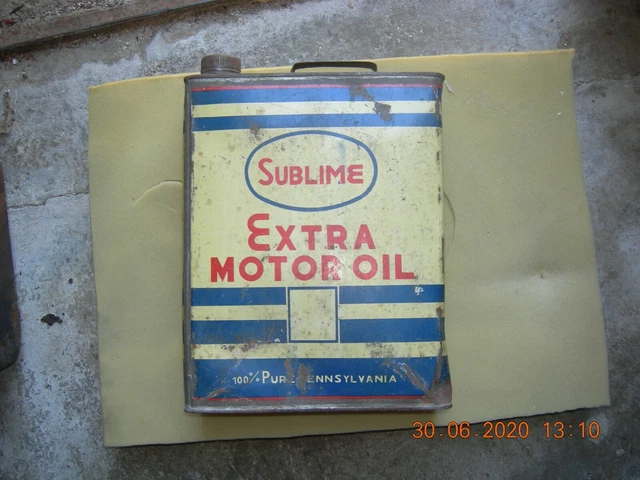 SUBLIME
EXTRA
MOTOR OIL
100% PURE PENNSYLVANIA
30.06.2020 13:10